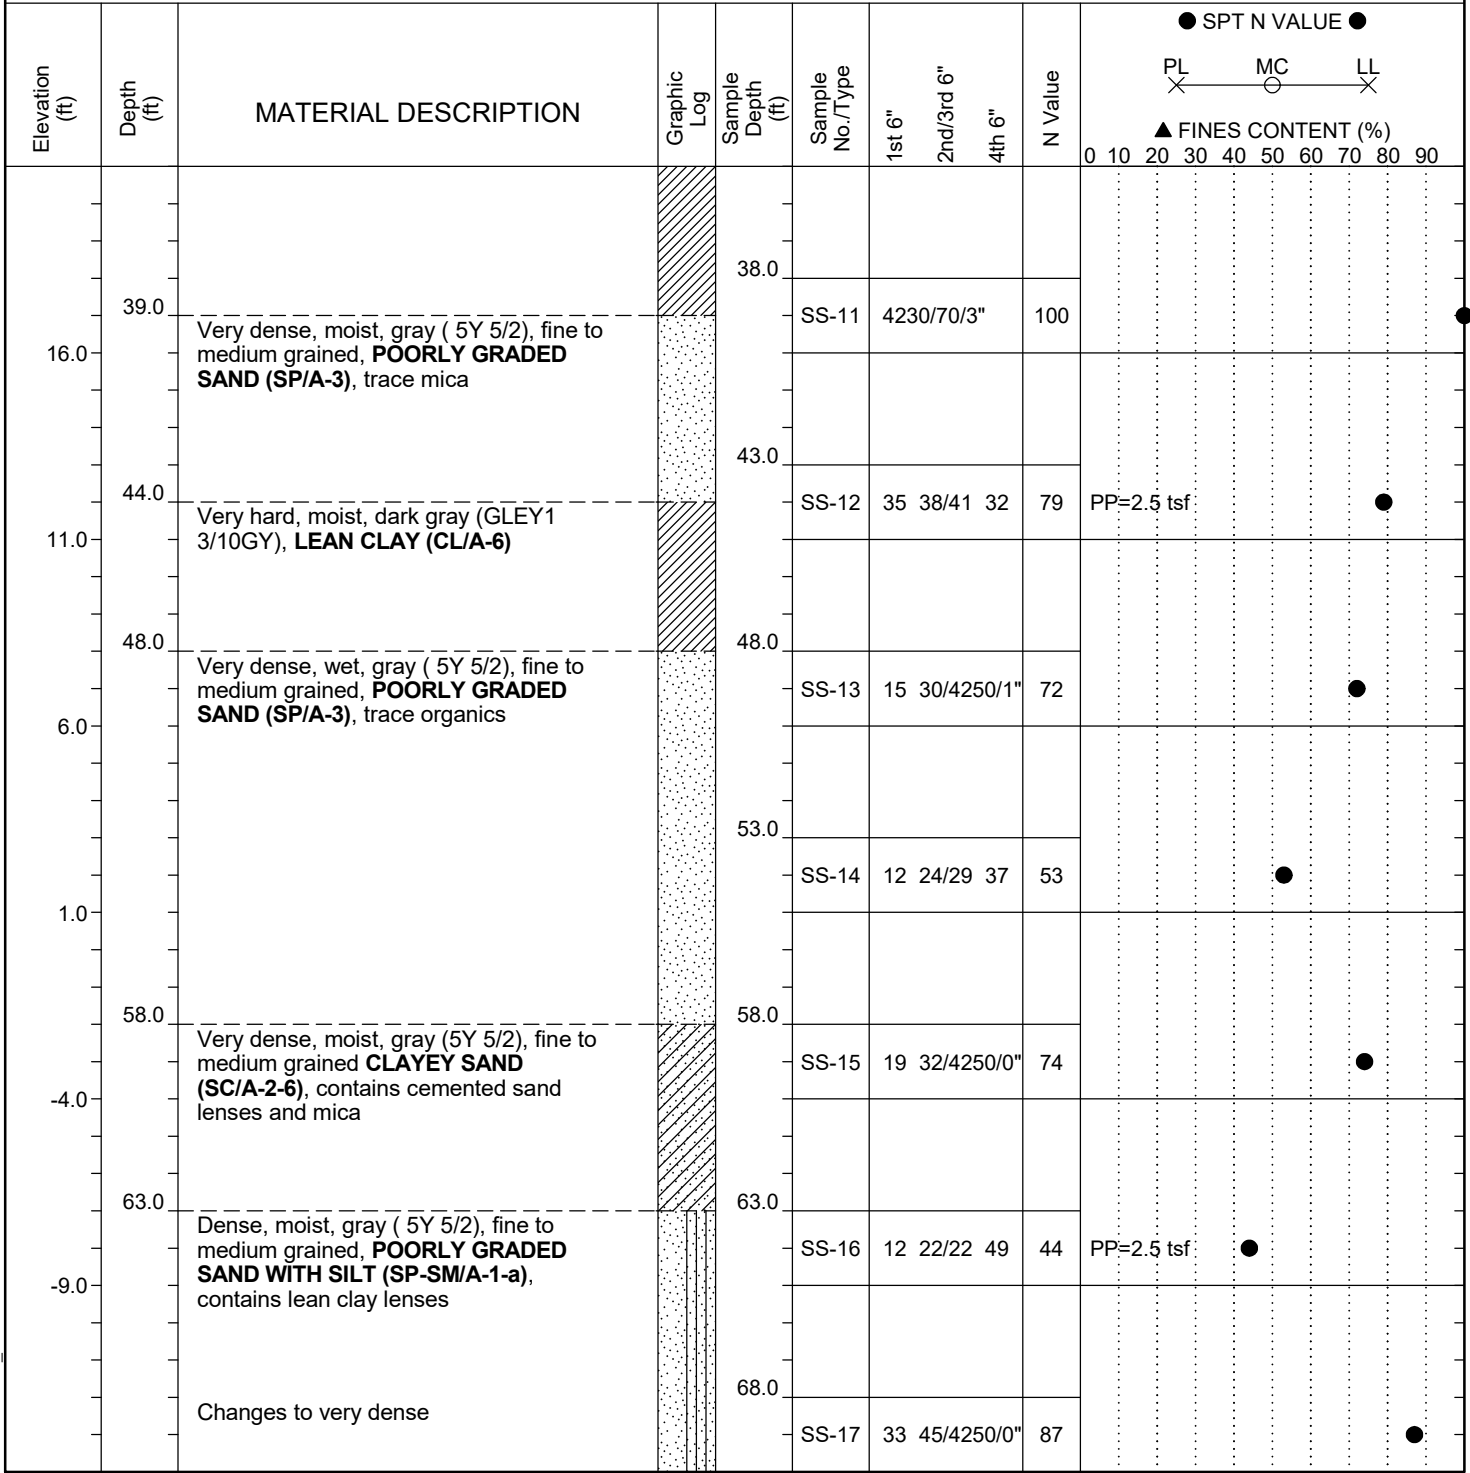 ● SPT N VALUE ●
PL MC LL
▲ FINES CONTENT (%)
Elevation (ft)
Depth (ft)
MATERIAL DESCRIPTION
Graphic Log
Sample Depth (ft)
Sample No./Type
1st 6"
2nd/3rd 6"
4th 6"
N Value
0 10 20 30 40 50 60 70 80 90
38.0
39.0
SS-11 4230/70/3" 100
Very dense, moist, gray ( 5Y 5/2), fine to
16.0
medium grained, POORLY GRADED
SAND (SP/A-3), trace mica
43.0
44.0
SS-12 35 38/41 32 79 PP=2.5 tsf
Very hard, moist, dark gray (GLEY1
11.0
3/10GY), LEAN CLAY (CL/A-6)
48.0 48.0
Very dense, wet, gray ( 5Y 5/2), fine to
medium grained, POORLY GRADED
SS-13 15 30/4250/1" 72
SAND (SP/A-3), trace organics
6.0
53.0
SS-14 12 24/29 37 53
1.0
58.0 58.0
Very dense, moist, gray (5Y 5/2), fine to
medium grained CLAYEY SAND
SS-15 19 32/4250/0" 74
(SC/A-2-6), contains cemented sand
-4.0
lenses and mica
63.0 63.0
Dense, moist, gray ( 5Y 5/2), fine to
medium grained, POORLY GRADED
SS-16 12 22/22 49 44 PP=2.5 tsf
SAND WITH SILT (SP-SM/A-1-a),
-9.0
contains lean clay lenses
68.0
Changes to very dense
SS-17 33 45/4250/0" 87